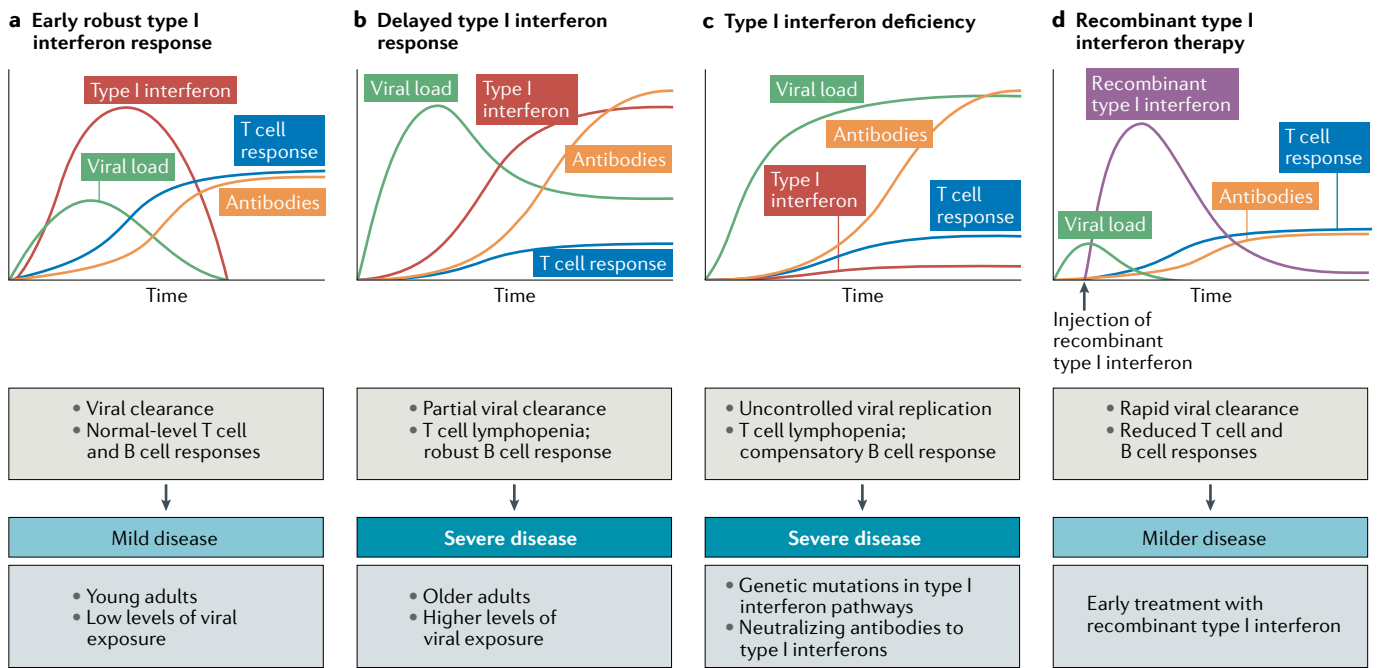 a Early robust type I
interferon response
Type I interferon
T cell
response
Viral load
Antibodies
Time
• Viral clearance
• Normal-level T cell
and B cell responses
Mild disease
• Young adults
• Low levels of viral
exposure
b Delayed type I interferon
response
Viral load
Type I
interferon
Antibodies
T cell response
Time
• Partial viral clearance
• T cell lymphopenia;
robust B cell response
Severe disease
• Older adults
• Higher levels of
viral exposure
c Type I interferon deficiency
Viral load
Antibodies
Type I
interferon
T cell
response
Time
• Uncontrolled viral replication
• T cell lymphopenia;
compensatory B cell response
Severe disease
• Genetic mutations in type I
interferon pathways
• Neutralizing antibodies to
type I interferons
d Recombinant type I
interferon therapy
Recombinant
type I interferon
T cell
response
Antibodies
Viral load
Time
Injection of
recombinant
type I interferon
• Rapid viral clearance
• Reduced T cell and
B cell responses
Milder disease
Early treatment with
recombinant type I interferon